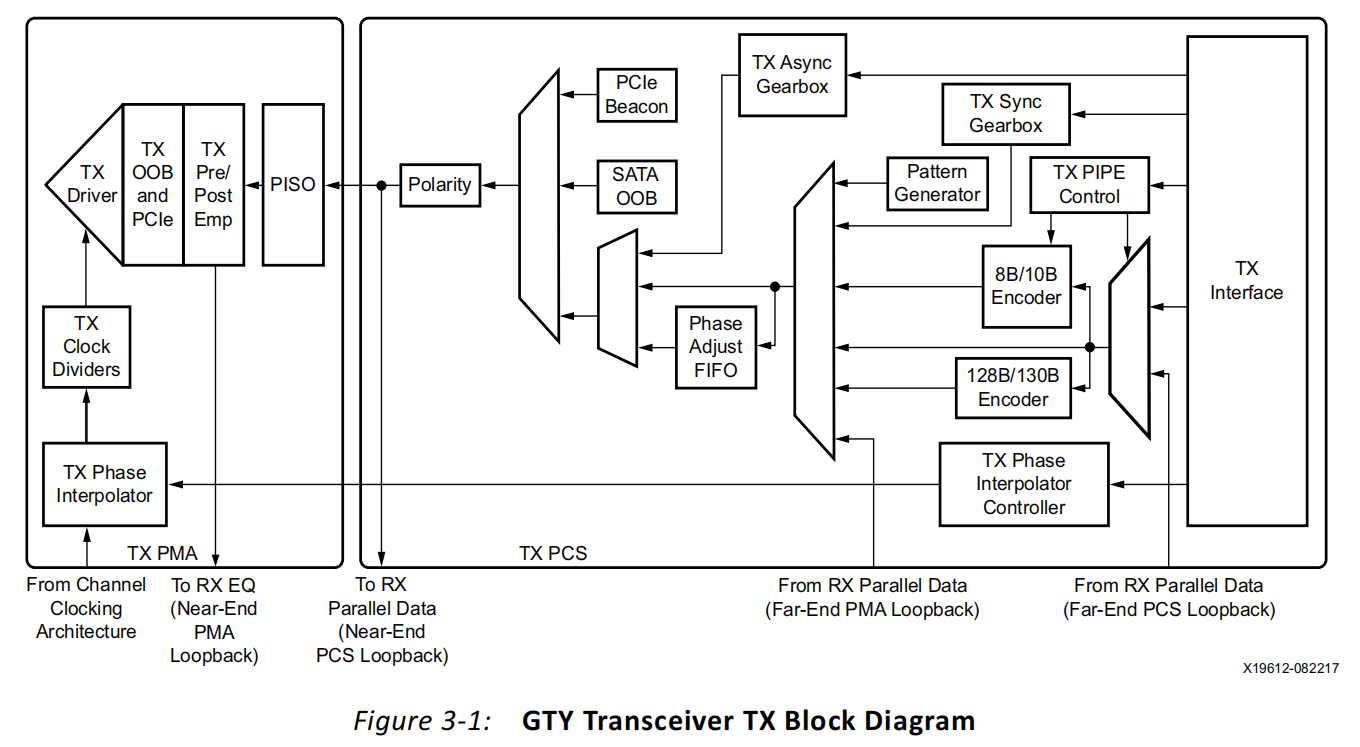 TX Async
Gearbox
PCIe
Beacon
TX Sync
Gearbox
TX
Driver
TX
OOB
and
PCIe
TX
Pre/
Post
Emp
PISO
Polarity
SATA
OOB
Pattern
Generator
TX PIPE
Control
8B/10B
Encoder
TX
Interface
TX
Clock
Dividers
Phase
Adjust
FIFO
128B/130B
Encoder
TX Phase
Interpolator
TX Phase
Interpolator
Controller
TX PMA
TX PCS
From Channel
Clocking
Architecture
To RX EQ
(Near-End
PMA
Loopback)
To RX
Parallel Data
(Near-End
PCS Loopback)
From RX Parallel Data
(Far-End PMA Loopback)
From RX Parallel Data
(Far-End PCS Loopback)
X19612-082217
Figure 3-1: GTY Transceiver TX Block Diagram